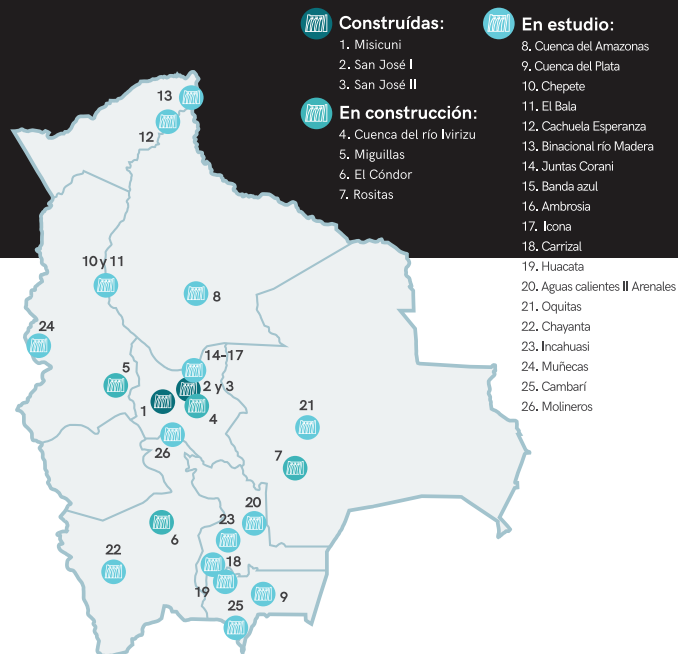 Construídas:
1. Misicuni
2. San José I
3. San José II
En construcción:
4. Cuenca del río Ivirizu
5. Miguillas
6. El Cóndor
7. Rositas
En estudio:
8. Cuenca del Amazonas
9. Cuenca del Plata
10. Chepete
11. El Bala
12. Cachuela Esperanza
13. Binacional río Madera
14. Juntas Corani
15. Banda azul
16. Ambrosia
17. Icona
18. Carrizal
19. Huacata
20. Aguas calientes II Arenales
21. Oquitas
22. Chayanta
23. Incahuasi
24. Muñecas
25. Cambarí
26. Molineros
13
12
10 y 11
8
24
14-17
5
2 y 3
1
4
21
26
7
20
23
6
22
18
19
9
25